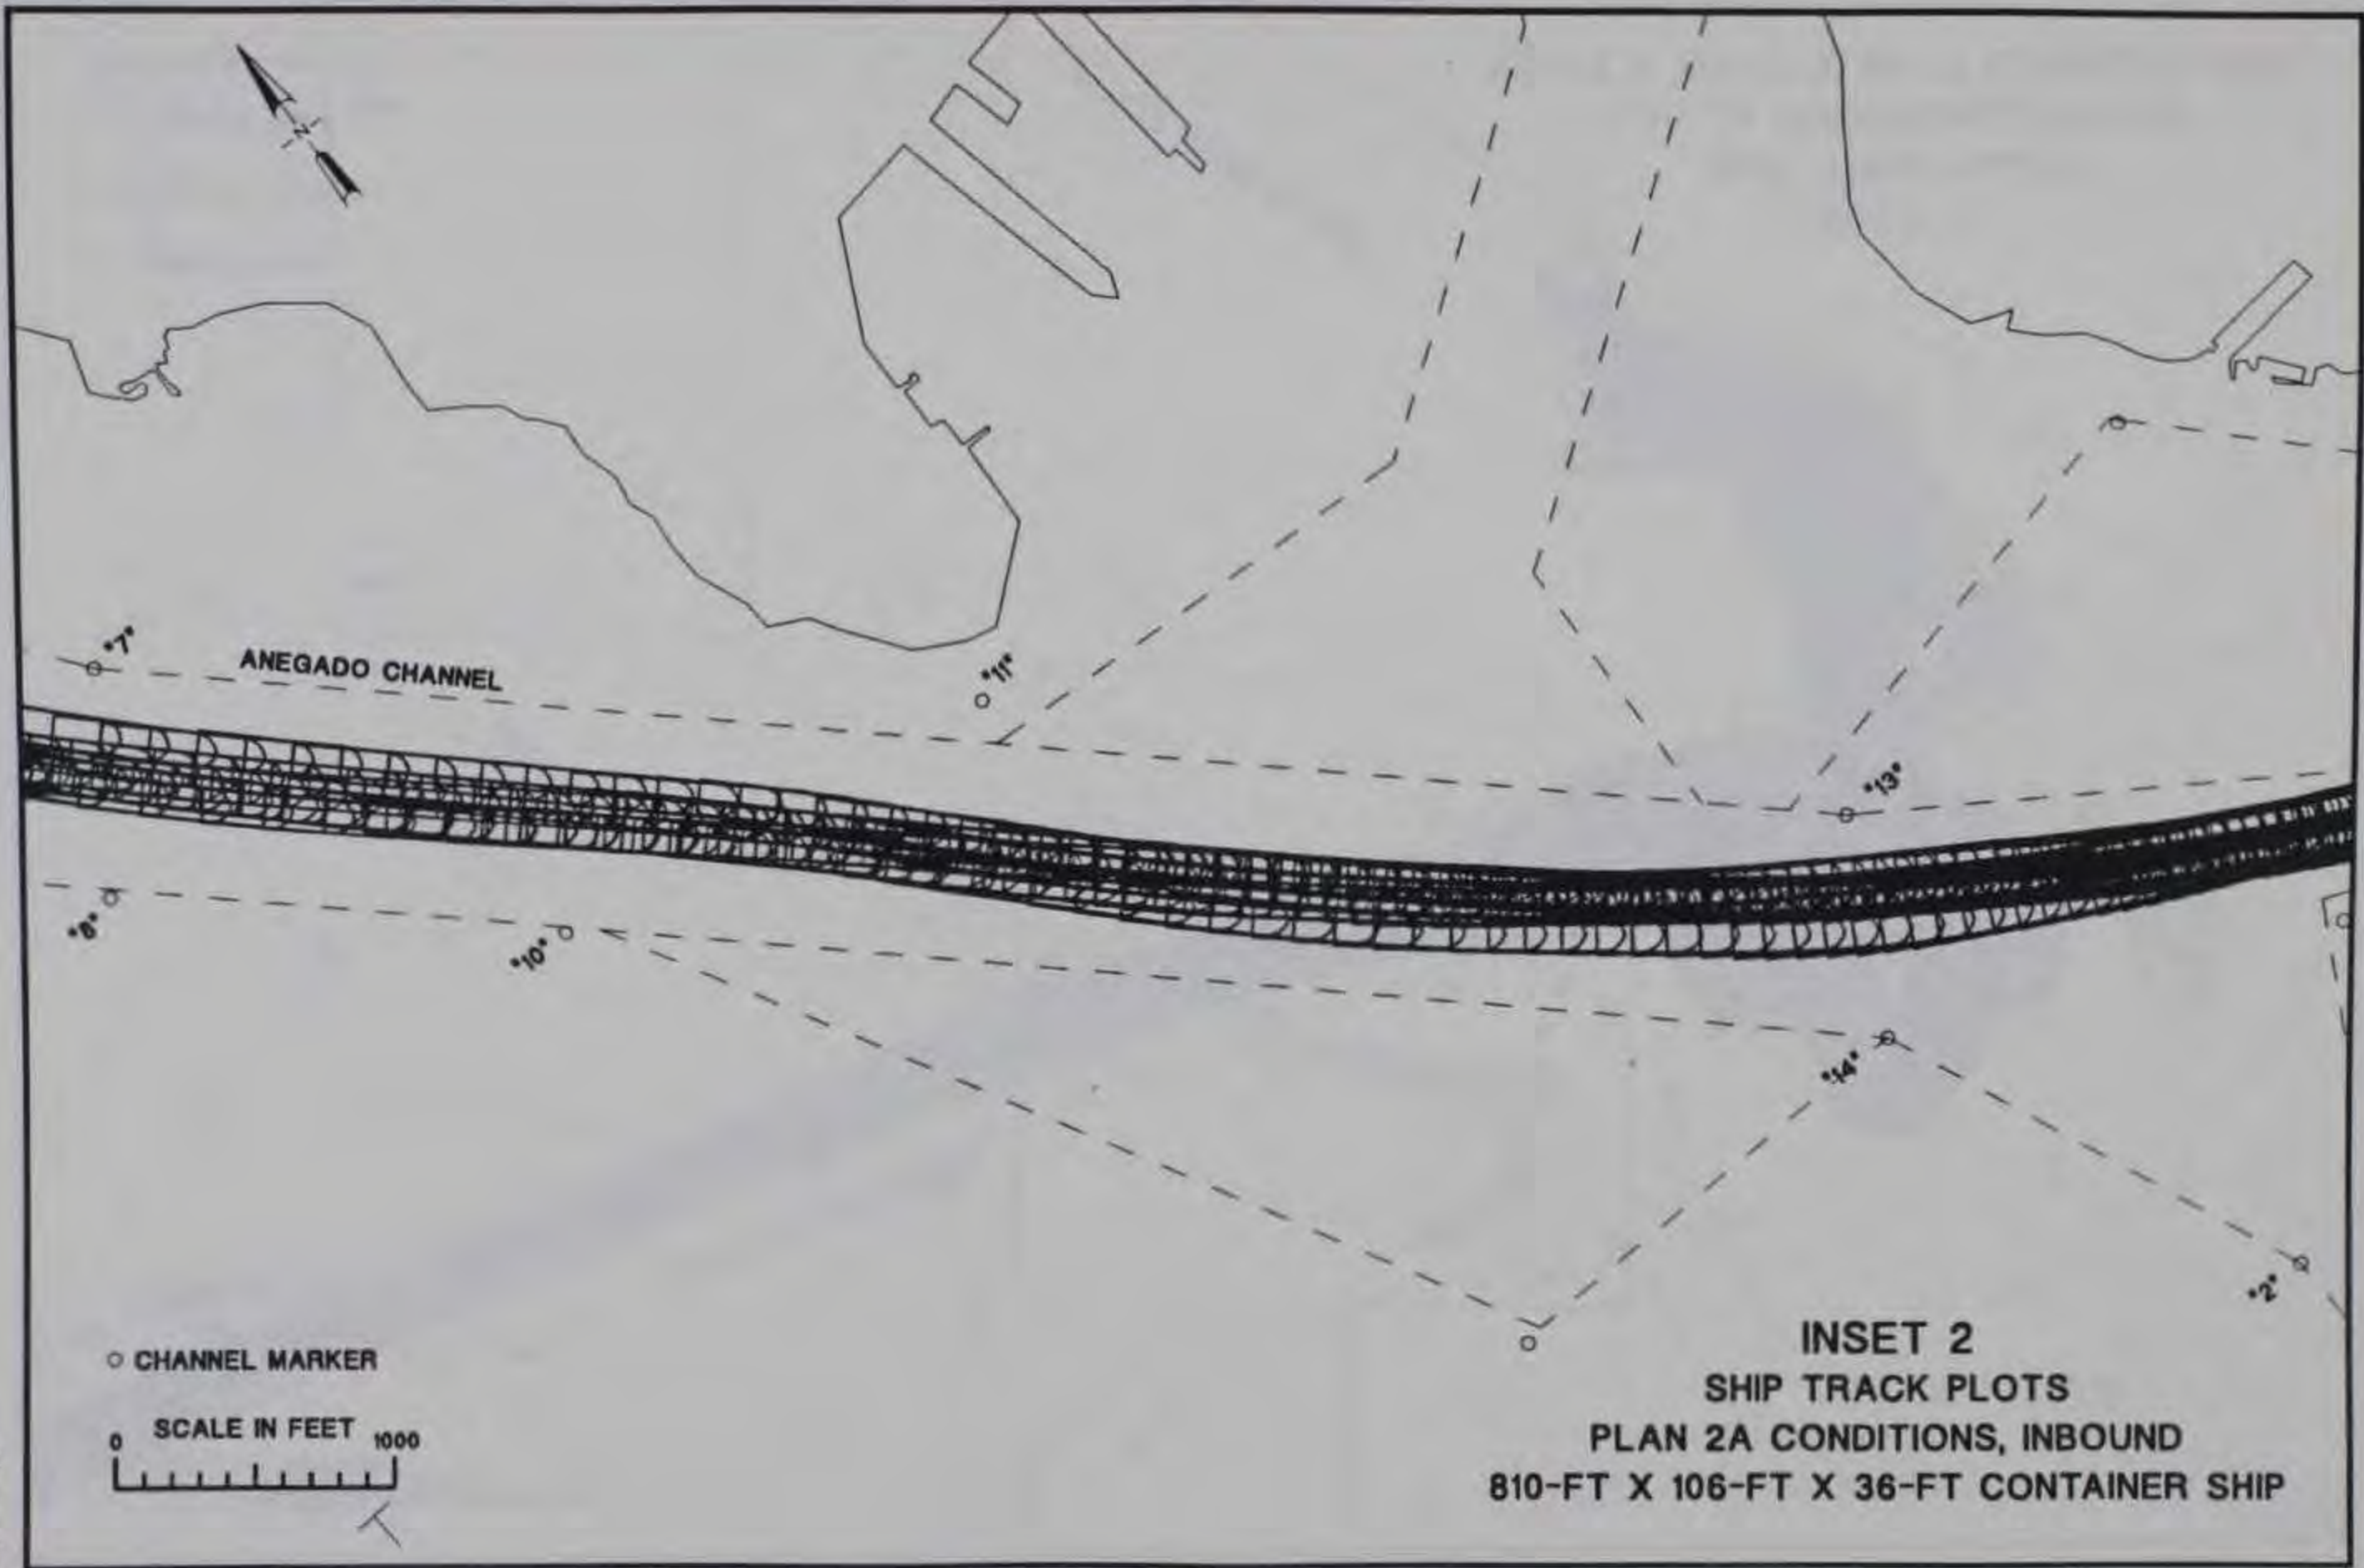 N
"7"
ANEGADO CHANNEL
"11"
"13"
"8"
"10"
"14"
"2"
CHANNEL MARKER
SCALE IN FEET
0 1000
INSET 2
SHIP TRACK PLOTS
PLAN 2A CONDITIONS, INBOUND
810-FT X 106-FT X 36-FT CONTAINER SHIP